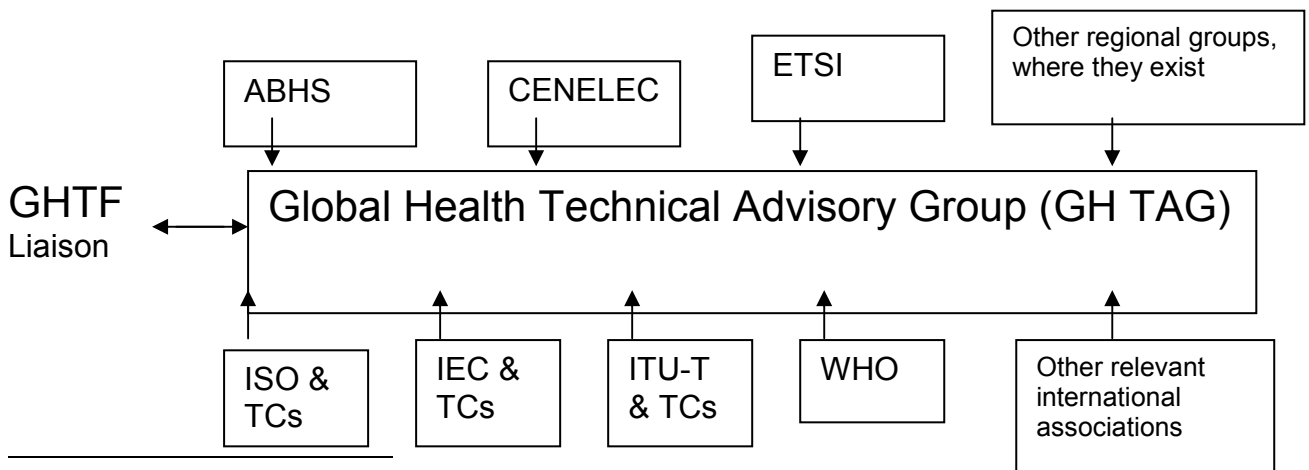 ABHS
CENELEC
ETSI
Other regional groups,
where they exist
GHTF
Liaison
Global Health Technical Advisory Group (GH TAG)
ISO &
TCs
IEC &
TCs
ITU-T
& TCs
WHO
Other relevant
international
associations